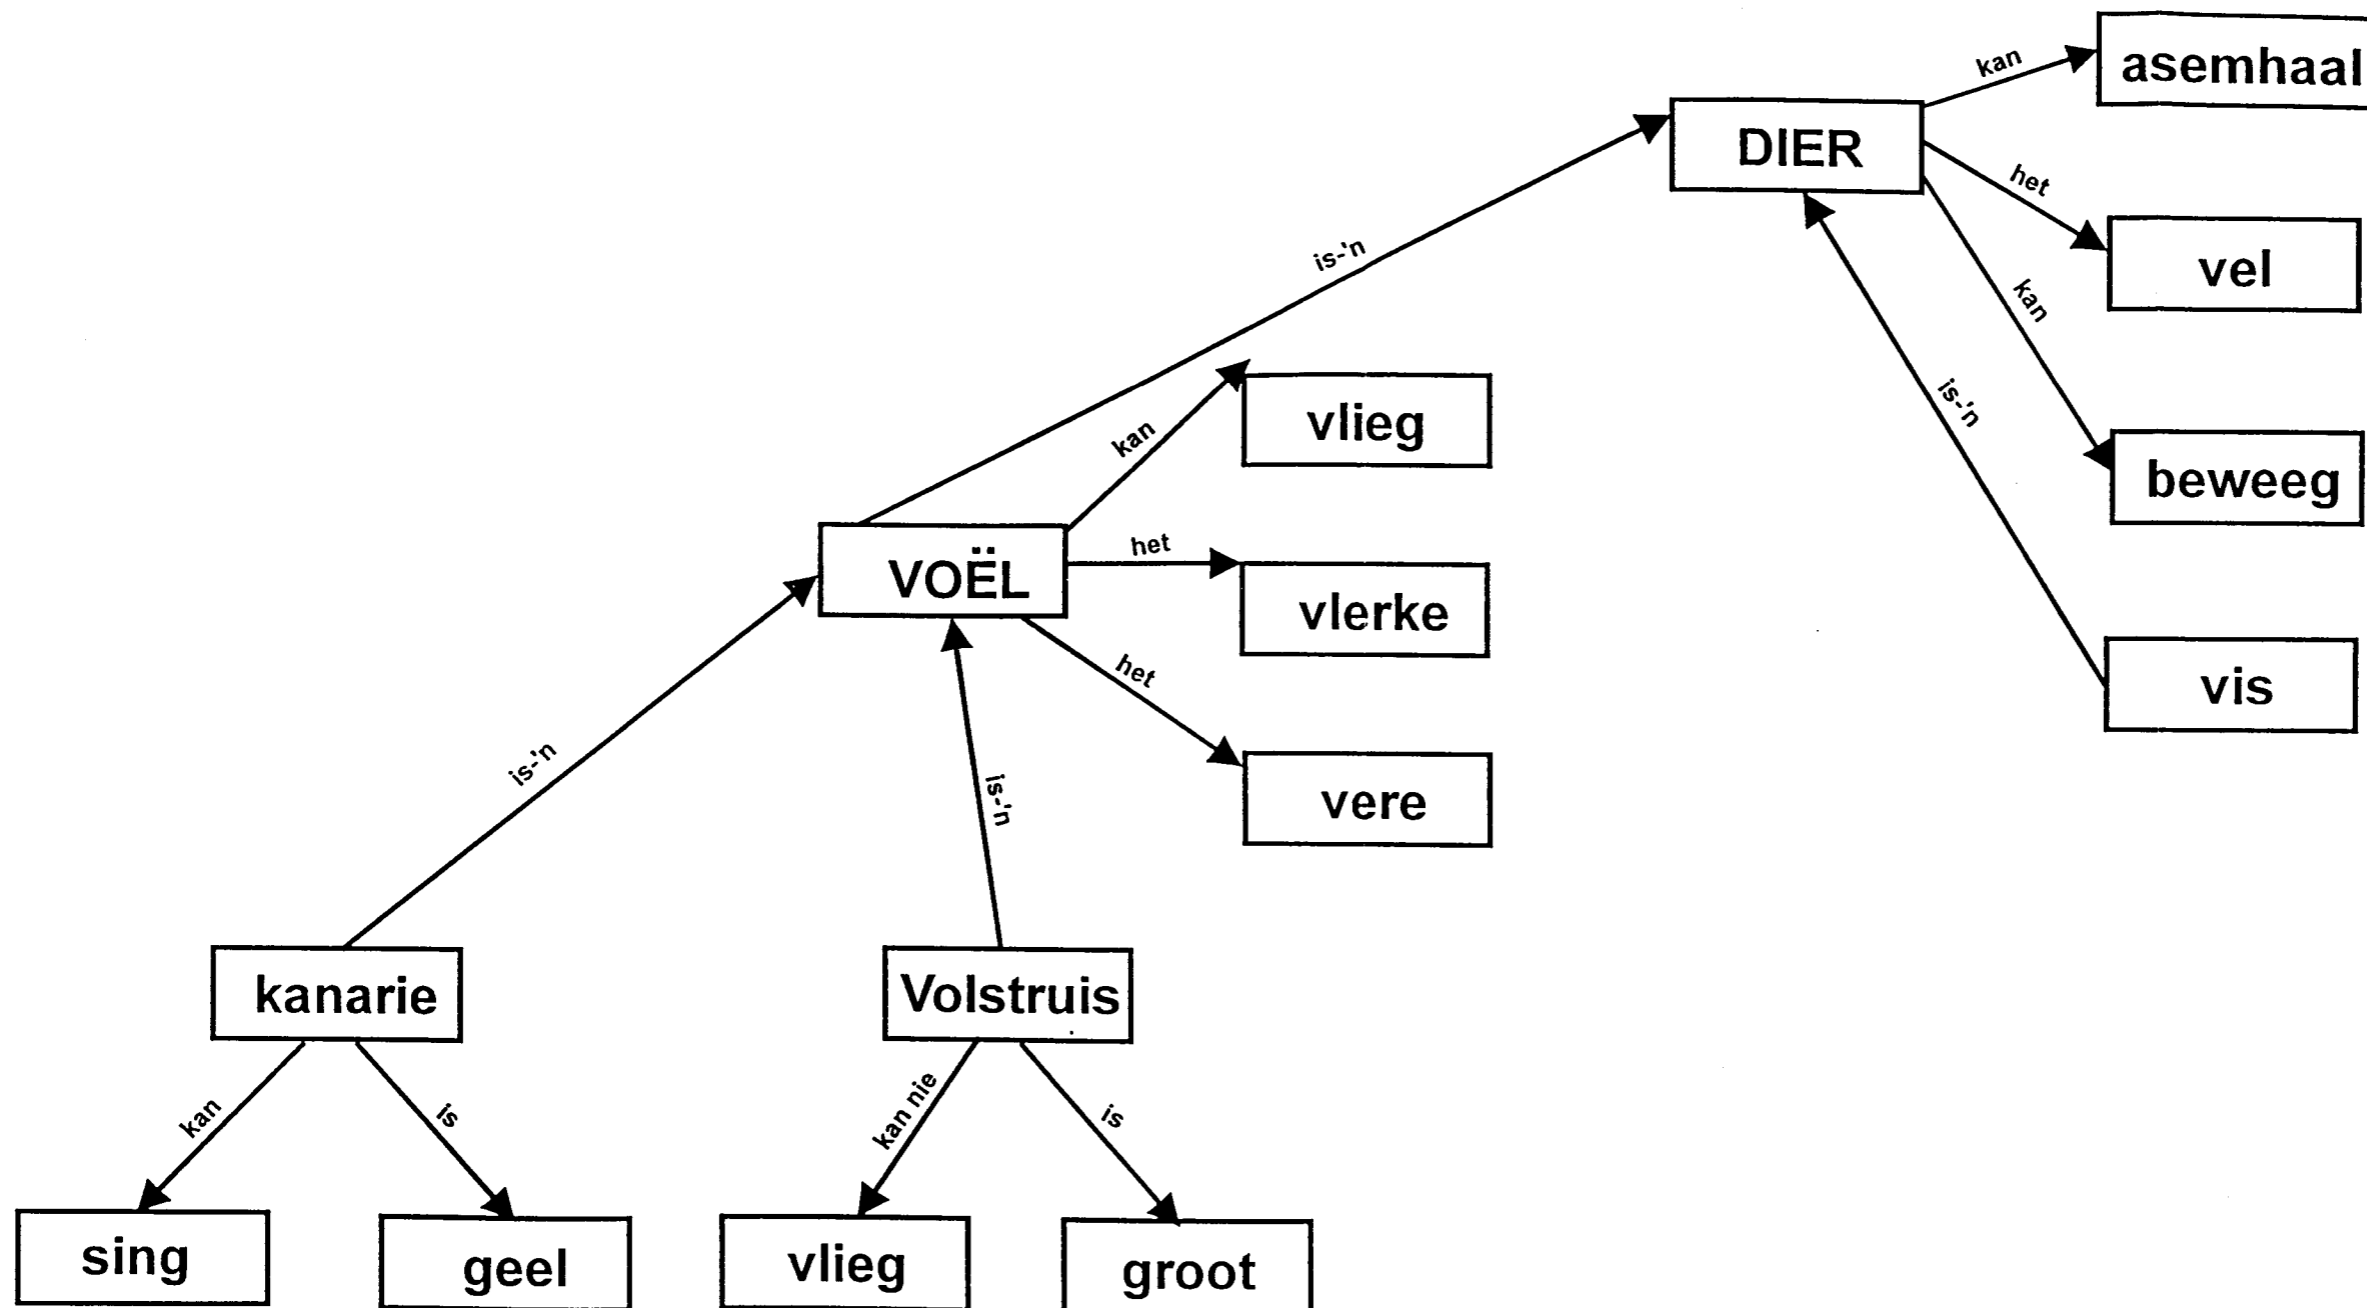 kan
asemhaal
DIER
het
vel
is-'n
kan
vlieg
kan
is-'n
beweeg
VOËL
het
vlerke
het
vis
is-'n
is-'n
vere
kanarie
Volstruis
kan
is
kan nie
is
sing
geel
vlieg
groot